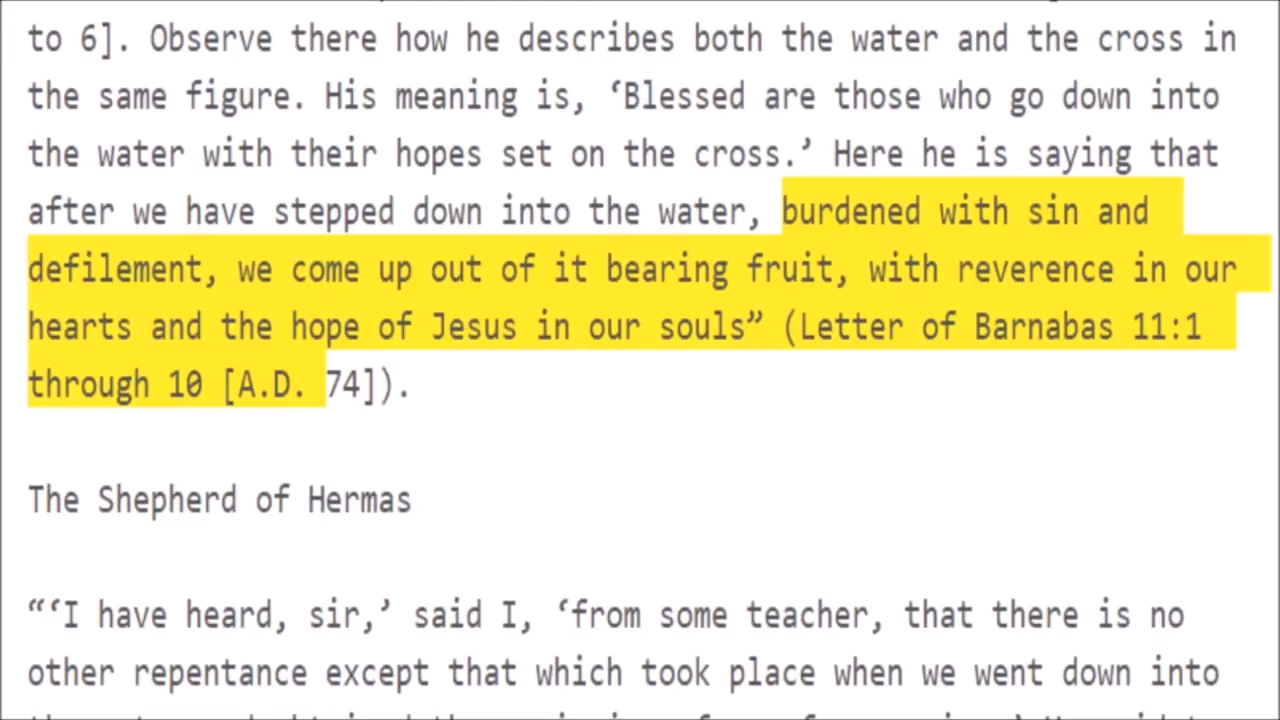 to 6]. Observe there how he describes both the water and the cross in
the same figure. His meaning is, ‘Blessed are those who go down into
the water with their hopes set on the cross.’ Here he is saying that
after we have stepped down into the water, burdened with sin and
defilement, we come up out of it bearing fruit, with reverence in our
hearts and the hope of Jesus in our souls” (Letter of Barnabas 11:1
through 10 [A.D. 74]).
The Shepherd of Hermas
“‘I have heard, sir,’ said I, ‘from some teacher, that there is no
other repentance except that which took place when we went down into